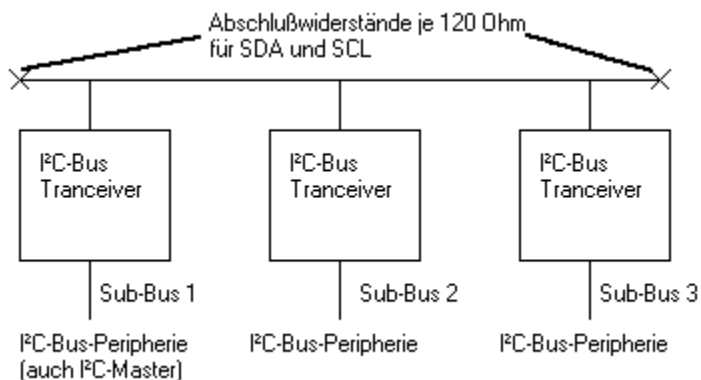 Abschlußwiderstände je 120 Ohm
für SDA und SCL
I²C-Bus
Tranceiver
I²C-Bus
Tranceiver
I²C-Bus
Tranceiver
Sub-Bus 1
Sub-Bus 2
Sub-Bus 3
I²C-Bus-Peripherie
(auch I²C-Master)
I²C-Bus-Peripherie
I²C-Bus-Peripherie